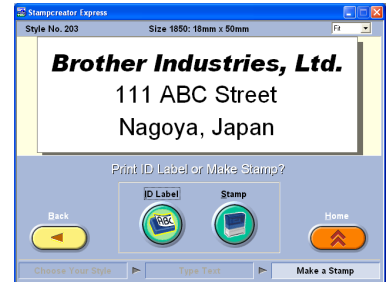 Stampcreator Express
Style No. 203 Size 1850: 18mm x 50mm Fit
Brother Industries, Ltd.
111 ABC Street
Nagoya, Japan
Print ID Label or Make Stamp?
ID Label Stamp
Back Home
ABC
Choose Your Style Type Text Make a Stamp